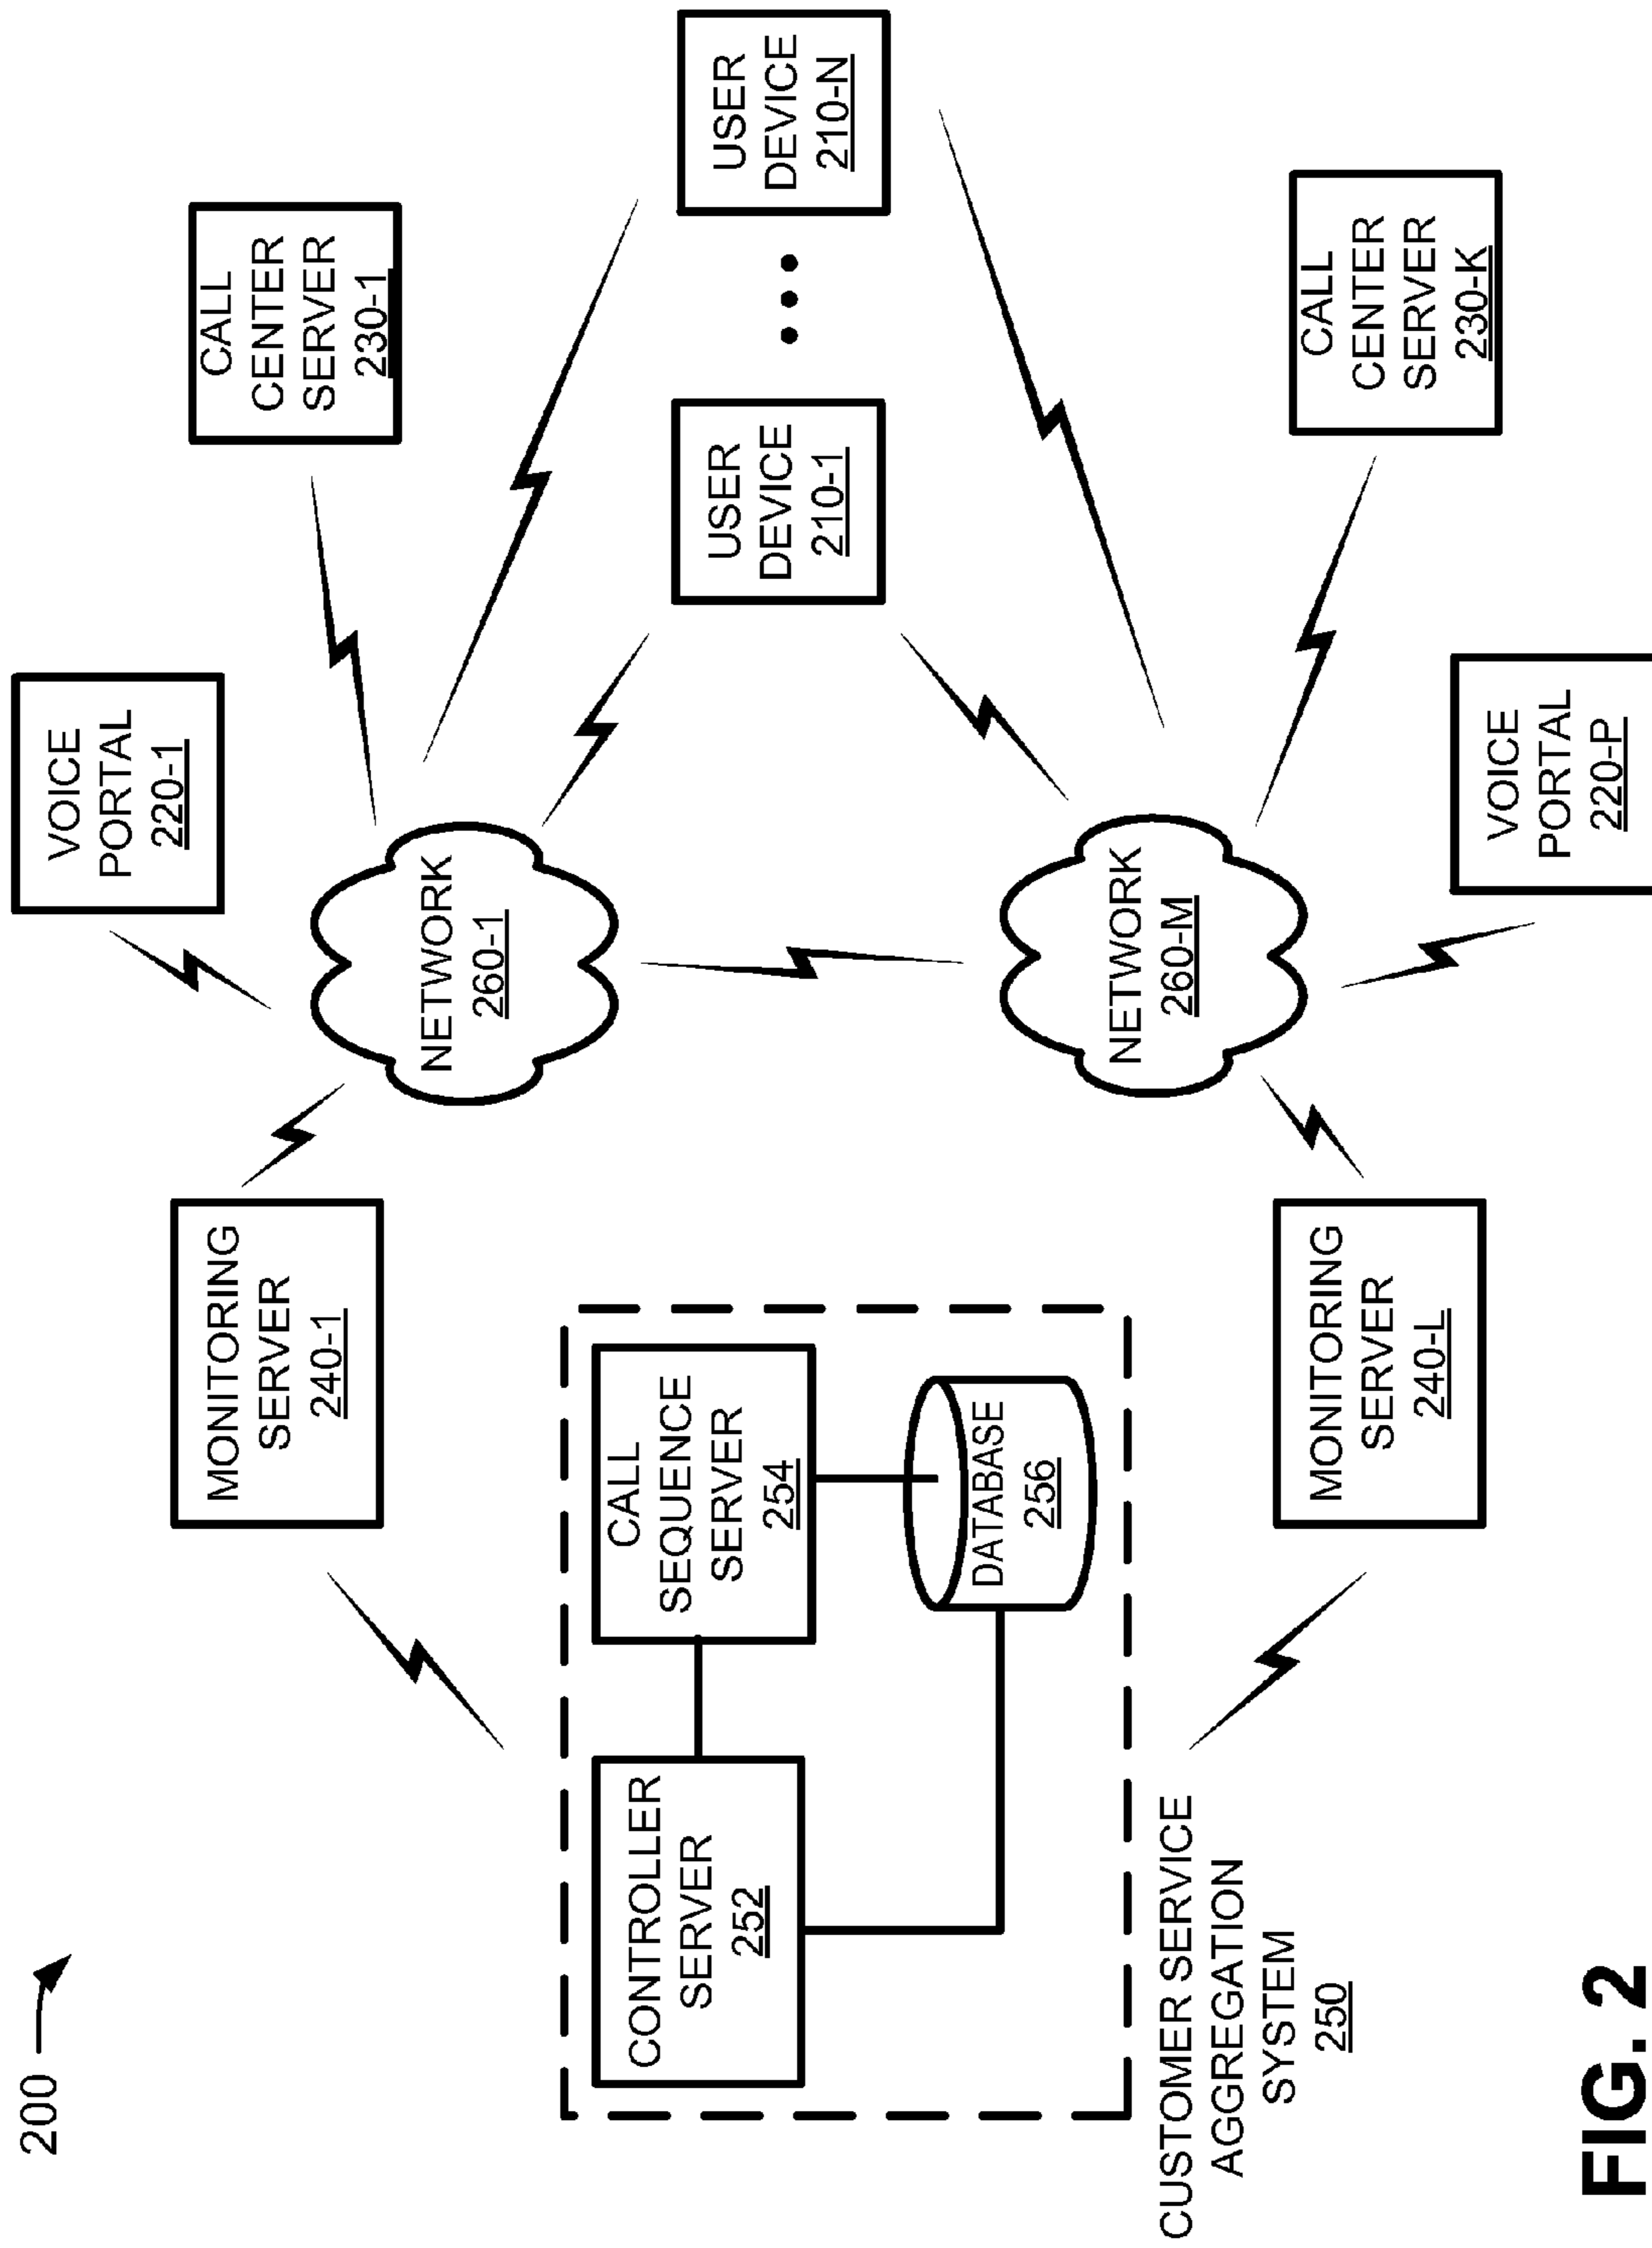 200
VOICE
PORTAL
220-1
CALL
CENTER
SERVER
230-1
MONITORING
SERVER
240-1
NETWORK
260-1
USER
DEVICE
210-1
USER
DEVICE
210-N
CONTROLLER
SERVER
252
CALL
SEQUENCE
SERVER
254
DATABASE
256
CUSTOMER SERVICE
AGGREGATION
SYSTEM
250
NETWORK
260-M
MONITORING
SERVER
240-L
CALL
CENTER
SERVER
230-K
VOICE
PORTAL
220-P
FIG. 2